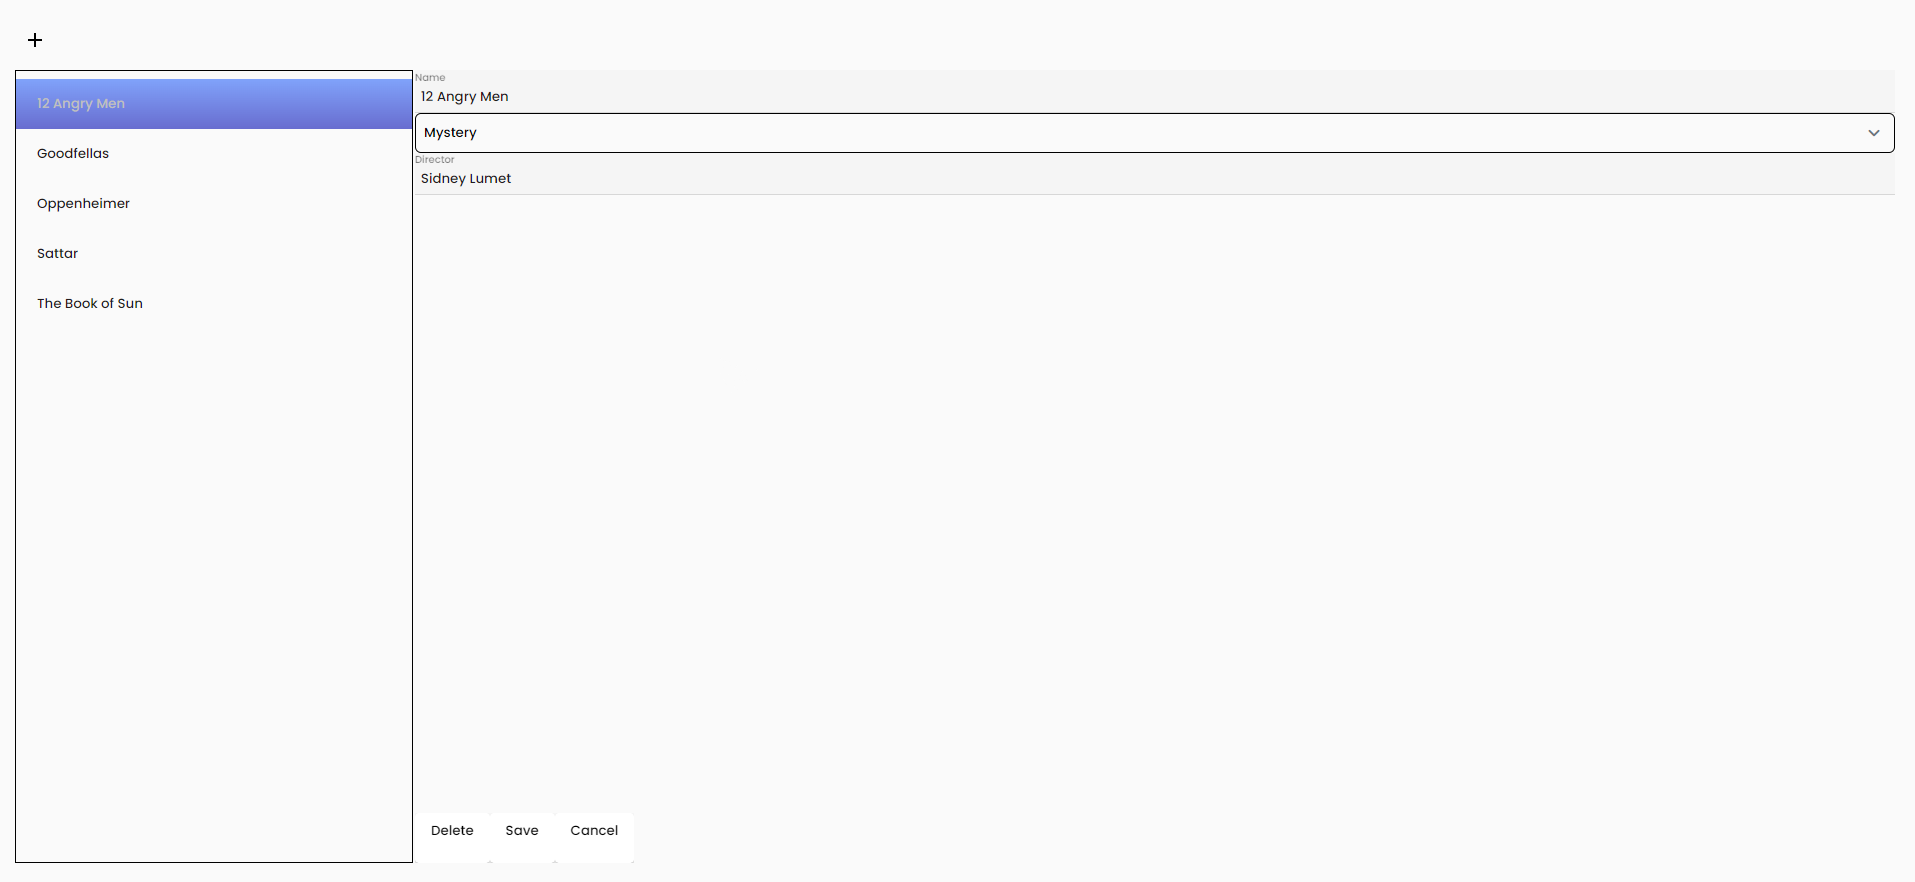 12 Angry Men
Goodfellas
Oppenheimer
Sattar
The Book of Sun
Name
12 Angry Men
Mystery
Director
Sidney Lumet
Delete
Save
Cancel